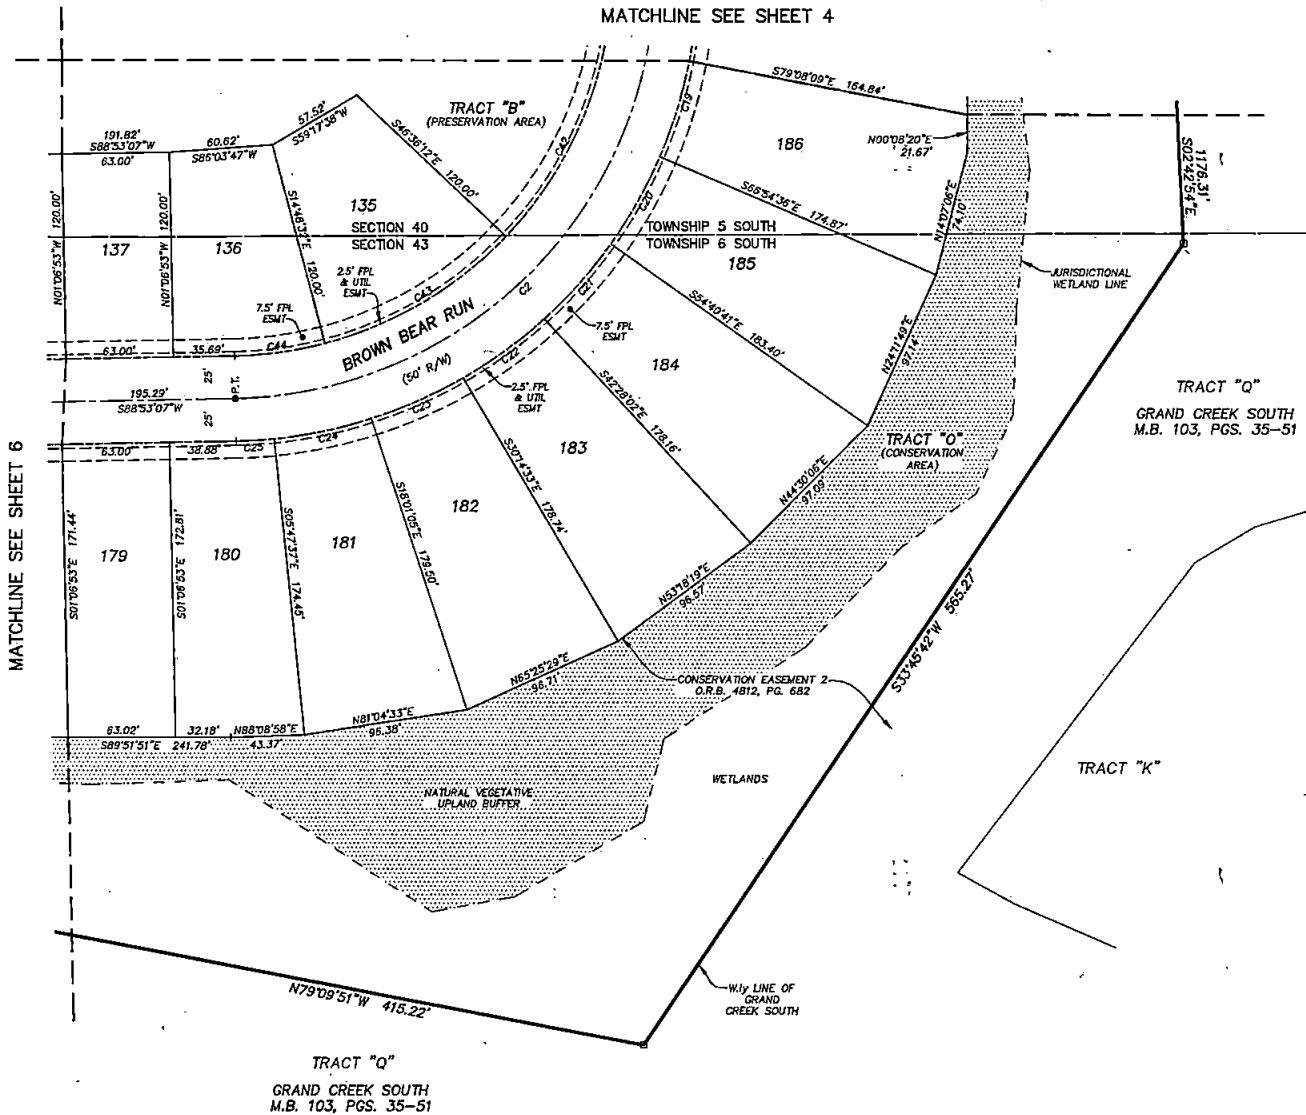 MATCHLINE SEE SHEET 4
S79°08'09"E 164.84'
TRACT "B"
(PRESERVATION AREA)
57.52'
S59°17'38"W
191.82'
S88°53'07"W
63.00'
60.62'
S86°03'47"W
S46°36'12"E 120.00'
C42
C19
186
N00°08'20"E
21.67'
1176.31'
S02°42'54"E
N01°06'53"W 120.00'
N01°06'53"W 120.00'
S14°48'32"E
120.00'
135
SECTION 40
SECTION 43
C20
S66°54'36"E 174.87'
N14°07'06"E
74.10'
TOWNSHIP 5 SOUTH
TOWNSHIP 6 SOUTH
137
136
185
JURISDICTIONAL
WETLAND LINE
2.5' FPL
& UTIL
ESMT
7.5' FPL
ESMT
C43
C2
C21
BROWN BEAR RUN
(50' R/W)
7.5' FPL
ESMT
S54°40'41"E 183.40'
N24°11'49"E
97.14'
63.00'
35.69'
C44
25'
P.T.
25'
195.29'
S88°53'07"W
C22
2.5' FPL
& UTIL
ESMT
184
S42°28'02"E
178.16'
TRACT "Q"
GRAND CREEK SOUTH
M.B. 103, PGS. 35-51
TRACT "O"
(CONSERVATION
AREA)
C23
C24
C25
63.00'
38.88'
MATCHLINE SEE SHEET 6
183
S30°14'33"E 178.74'
N44°30'06"E
97.09'
182
S18°01'05"E 179.50'
181
S05°47'37"E 174.45'
180
S01°06'53"E 172.81'
179
S01°06'53"E 171.44'
N53°18'19"E
96.57'
S33°45'42"W 565.27'
N65°25'29"E
96.71'
CONSERVATION EASEMENT 2
O.R.B. 4812, PG. 682
63.02'
32.18'
N88°08'58"E
S89°51'51"E 241.78'
43.37'
N81°04'33"E
96.38'
TRACT "K"
WETLANDS
NATURAL VEGETATIVE
UPLAND BUFFER
N79°09'51"W 415.22'
W.ly LINE OF
GRAND
CREEK SOUTH
TRACT "Q"
GRAND CREEK SOUTH
M.B. 103, PGS. 35-51